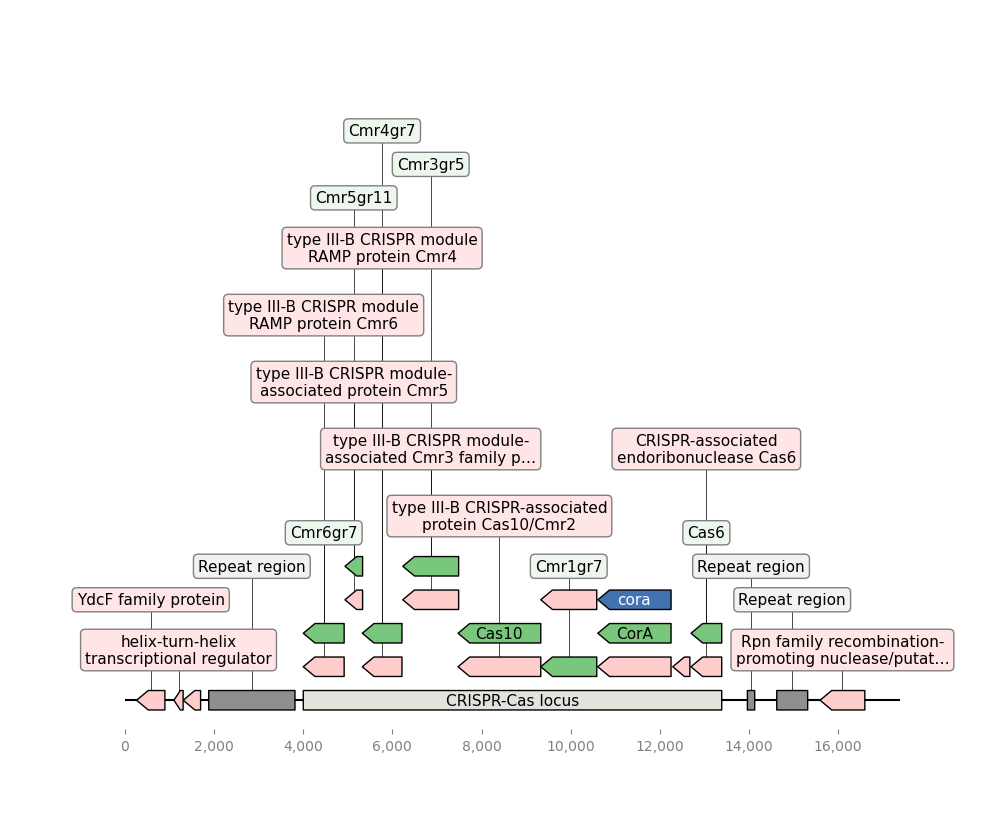 Cmr4gr7
Cmr3gr5
Cmr5gr11
type III-B CRISPR module
RAMP protein Cmr4
type III-B CRISPR module
RAMP protein Cmr6
type III-B CRISPR module-
associated protein Cmr5
type III-B CRISPR module-
associated Cmr3 family p…
CRISPR-associated
endoribonuclease Cas6
type III-B CRISPR-associated
protein Cas10/Cmr2
Cmr6gr7
Cas6
Repeat region
Cmr1gr7
Repeat region
YdcF family protein
cora
Repeat region
helix-turn-helix
transcriptional regulator
Cas10
CorA
Rpn family recombination-
promoting nuclease/putat…
CRISPR-Cas locus
0
2,000
4,000
6,000
8,000
10,000
12,000
14,000
16,000